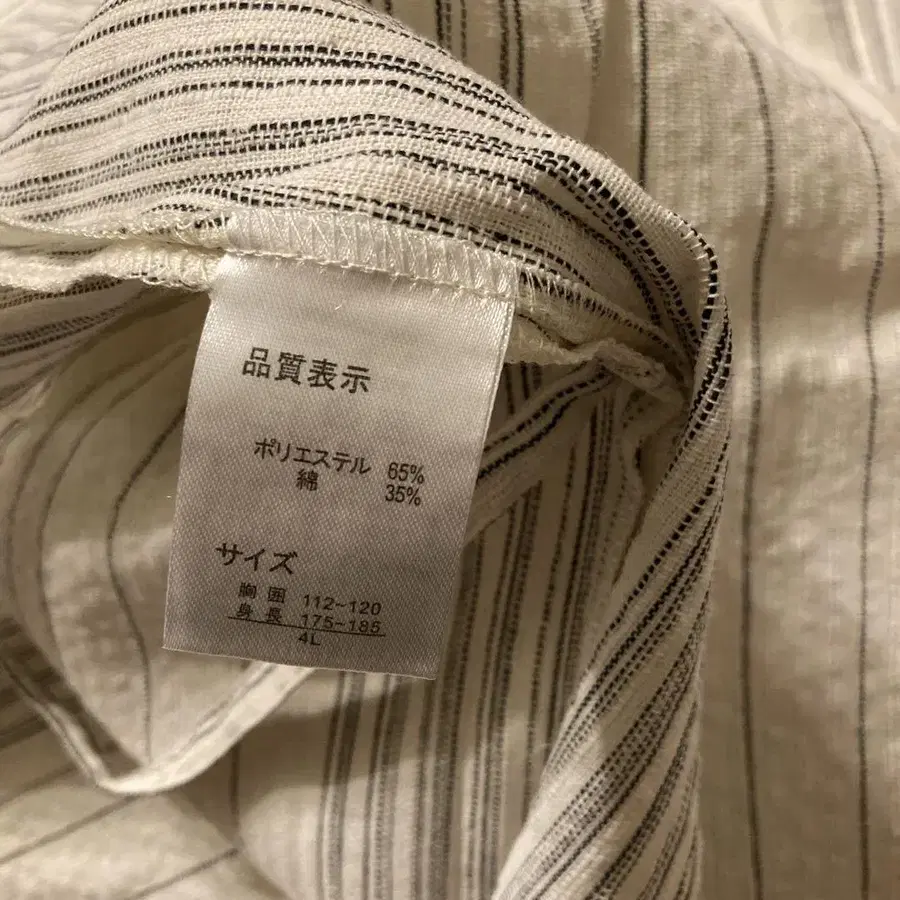 品質表示
ポリエステル 65%
綿 35%
サイズ
胸囲 112~120
身長 175~185
4L